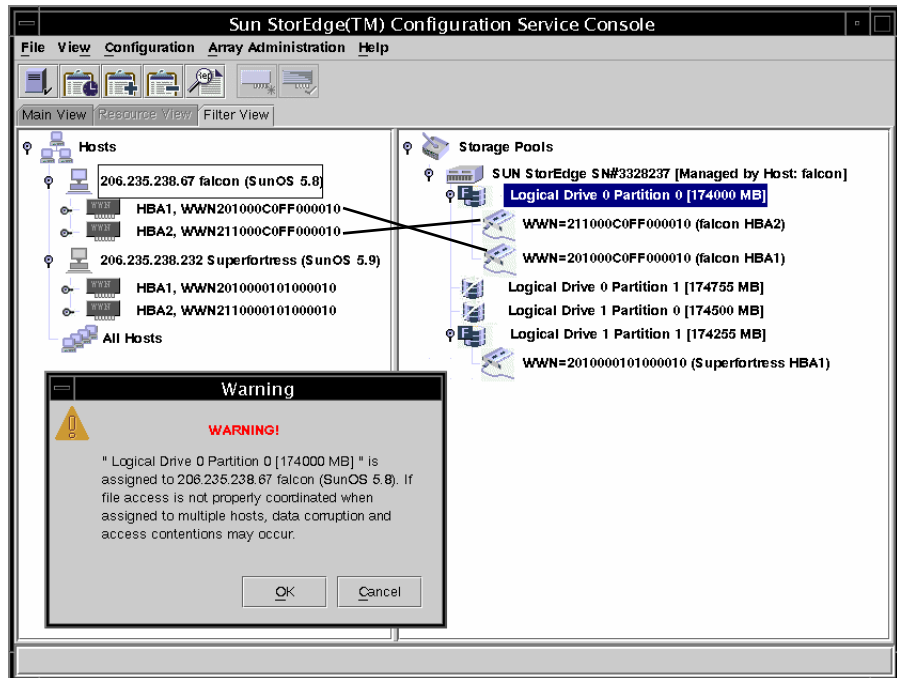 Sun StorEdge(TM) Configuration Service Console
File View Configuration Array Administration Help
Main View Resource View Filter View
Hosts
206.235.238.67 falcon (SunOS 5.8)
HBA1, WWN201000C0FF000010
HBA2, WWN211000C0FF000010
206.235.238.232 Superfortress (SunOS 5.9)
HBA1, WWN2010000101000010
HBA2, WWN2110000101000010
All Hosts
Storage Pools
SUN StorEdge SN#3328237 [Managed by Host: falcon]
Logical Drive 0 Partition 0 [174000 MB]
WWN=211000C0FF000010 (falcon HBA2)
WWN=201000C0FF000010 (falcon HBA1)
Logical Drive 0 Partition 1 [174755 MB]
Logical Drive 1 Partition 0 [174500 MB]
Logical Drive 1 Partition 1 [174255 MB]
WWN=2010000101000010 (Superfortress HBA1)
Warning
WARNING!
" Logical Drive 0 Partition 0 [174000 MB] " is
assigned to 206.235.238.67 falcon (SunOS 5.8). If
file access is not properly coordinated when
assigned to multiple hosts, data corruption and
access contentions may occur.
OK Cancel